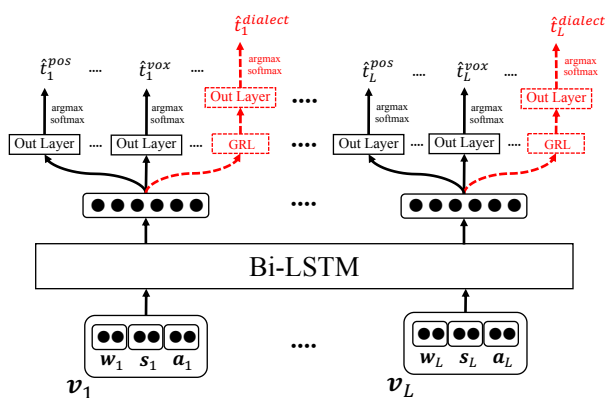 t̂₁^dialect t̂_L^dialect
t̂₁^pos .... t̂₁^vox .... t̂_L^pos .... t̂_L^vox ....
argmax softmax argmax softmax argmax softmax argmax softmax argmax softmax argmax softmax
Out Layer .... Out Layer
Out Layer .... Out Layer .... GRL .... Out Layer .... Out Layer .... GRL
....
Bi-LSTM
w₁ s₁ a₁ .... w_L s_L a_L
v₁ v_L